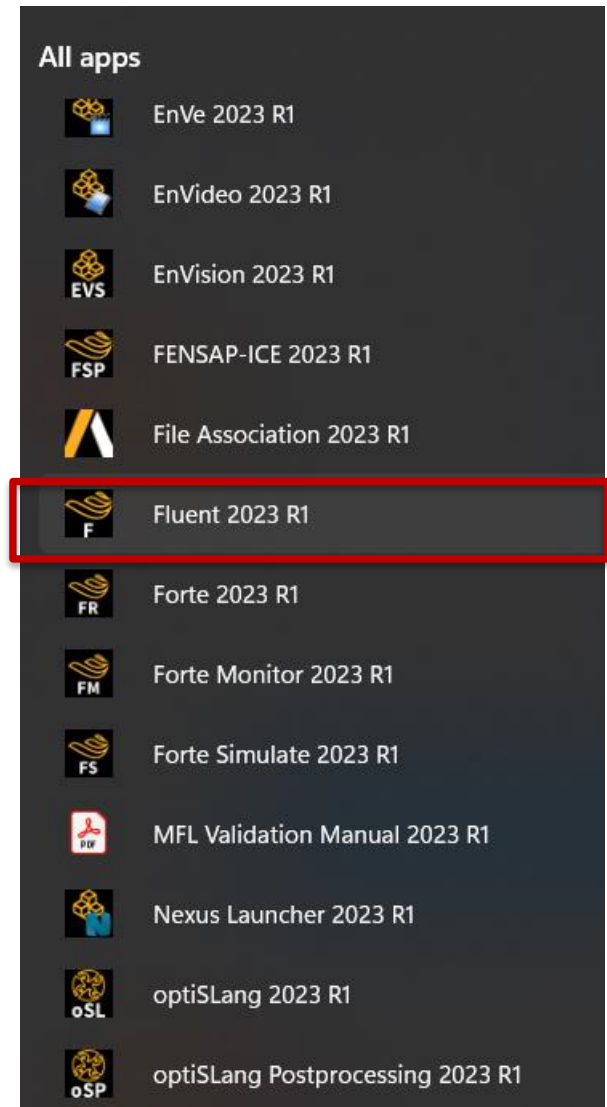 All apps
EnVe 2023 R1
EnVideo 2023 R1
EVS
EnVision 2023 R1
FSP
FENSAP-ICE 2023 R1
File Association 2023 R1
F
Fluent 2023 R1
FR
Forte 2023 R1
FM
Forte Monitor 2023 R1
FS
Forte Simulate 2023 R1
PDF
MFL Validation Manual 2023 R1
N
Nexus Launcher 2023 R1
oSL
optiSLang 2023 R1
oSP
optiSLang Postprocessing 2023 R1